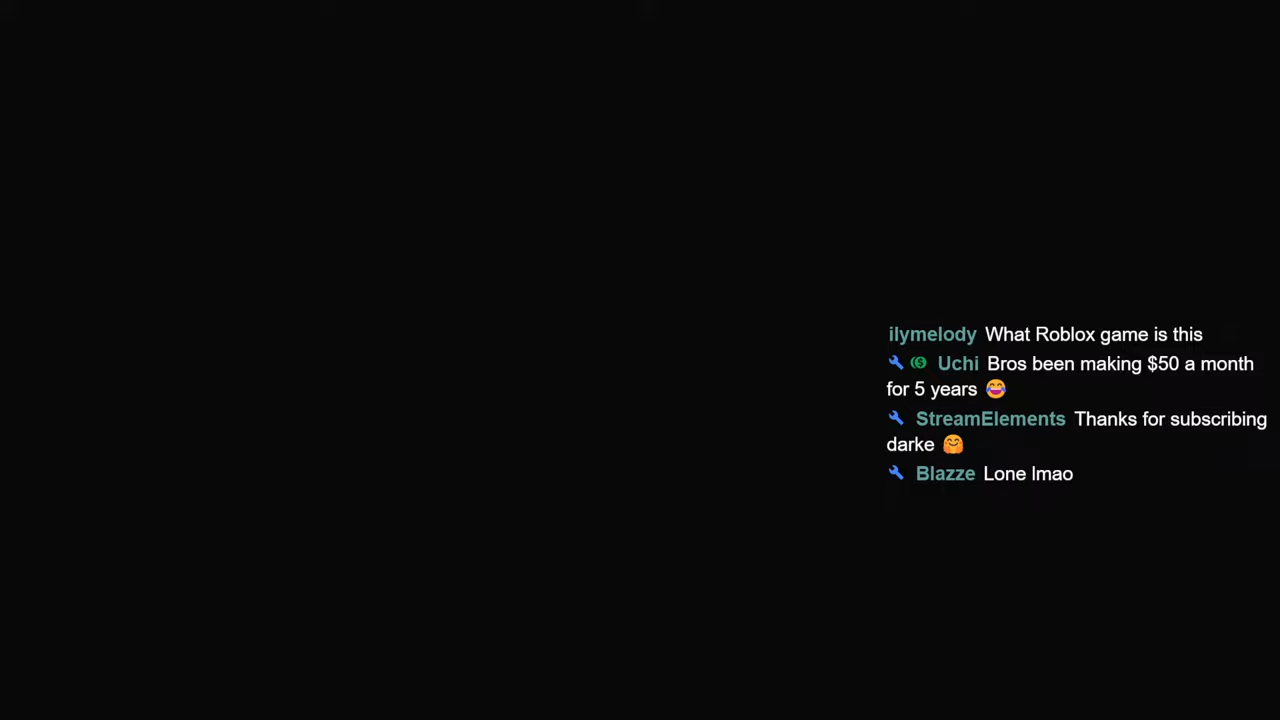 ilymelody What Roblox game is this
Uchi Bros been making $50 a month
for 5 years 😂
StreamElements Thanks for subscribing
darke 🤗
Blazze Lone lmao